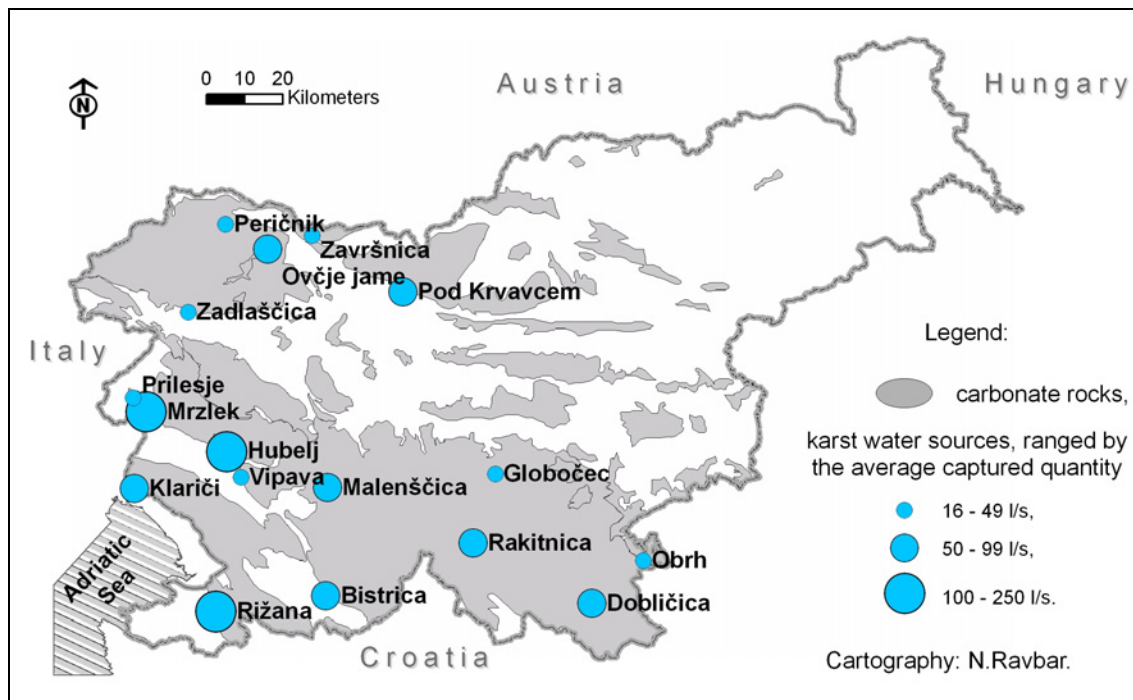 Austria
Hungary
0 10 20
Kilometers
N
Peričnik
Završnica
Ovčje jame
Pod Krvavcem
Zadlaščica
Italy
Prilesje
Mrzlek
Hubelj
Vipava
Klariči
Malenščica
Globočec
Rakitnica
Obrh
Bistrica
Dobličica
Rižana
Adriatic
Sea
Croatia
Legend:
carbonate rocks,
karst water sources, ranged by
the average captured quantity
16 - 49 l/s,
50 - 99 l/s,
100 - 250 l/s.
Cartography: N.Ravbar.